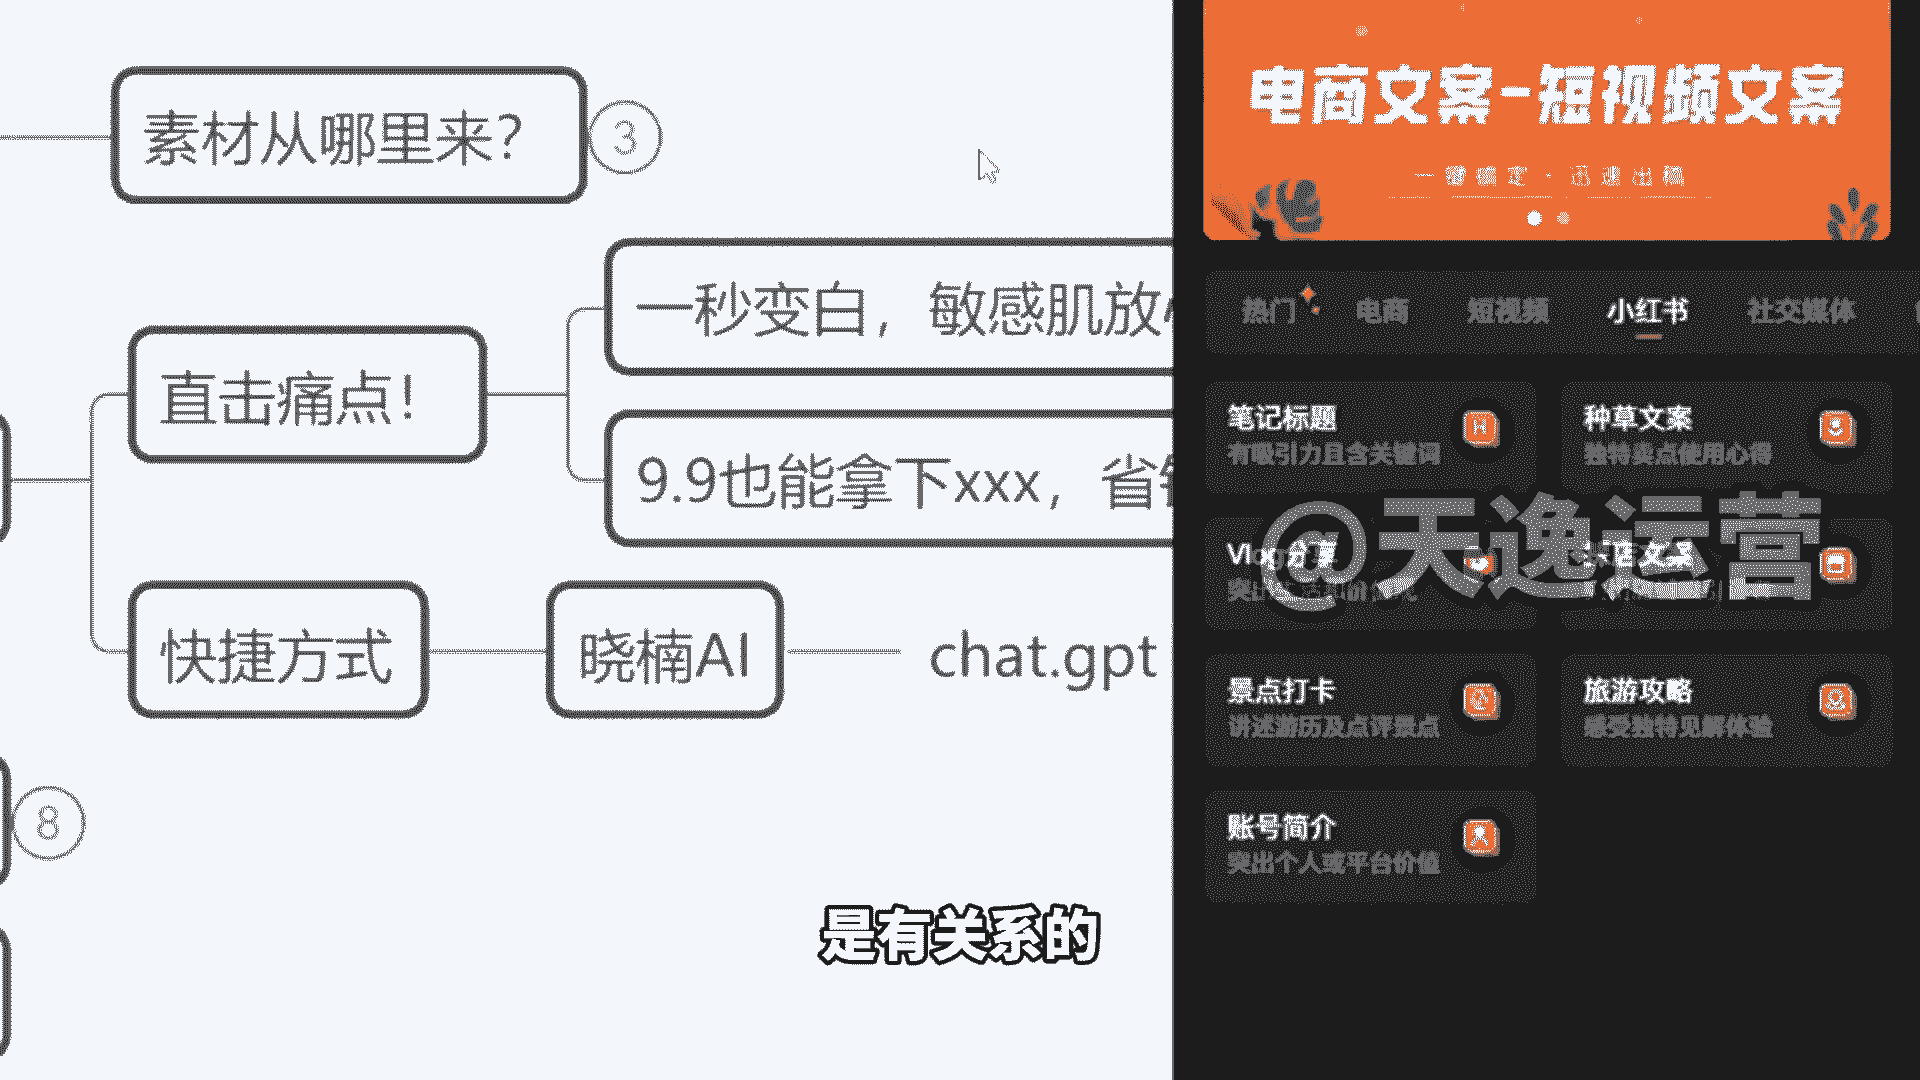 素材从哪里来？
3
一秒变白，敏感肌放
直击痛点！
9.9也能拿下xxx，省
快捷方式
晓楠AI
chat.gpt
8
是有关系的
电商文案-短视频文案
一键搞定·迅速出稿
热门
电商
短视频
小红书
社交媒体
笔记标题
有吸引力且含关键词
种草文案
独特卖点使用心得
@天逸运营
Vlog分享
文案
景点打卡
讲述游历及点评景点
旅游攻略
感受独特见解体验
账号简介
突出个人或平台价值